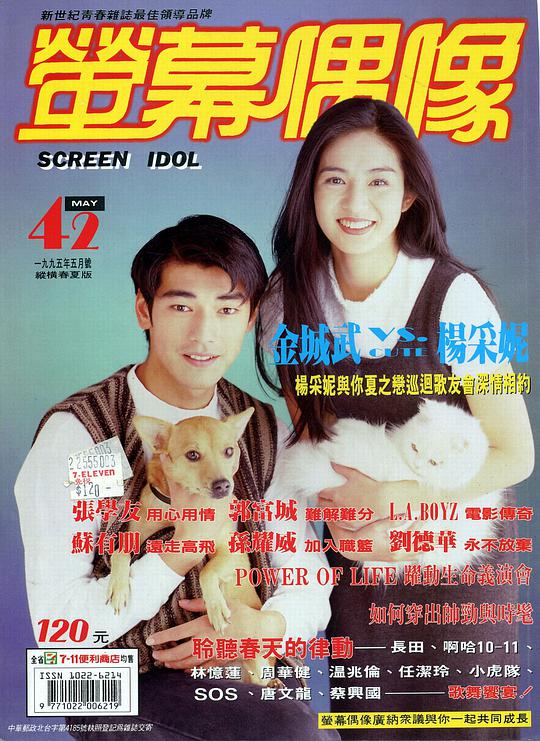 新世紀青春雜誌最佳領導品牌
螢幕偶像
SCREEN IDOL
MAY
42
一九九五年五月號
縱橫春夏版
金城武 VS. 楊采妮
CUTE
楊采妮與你夏之戀巡迴歌友會深情相約
22555003
7-ELEVEN
$120
張學友 用心用情 郭富城 難解難分 L.A.BOYZ 電影傳奇
蘇有朋 遠走高飛 孫耀威 加入職籃 劉德華 永不放棄
POWER OF LIFE 躍動生命義演會
如何穿出帥勁與時髦
聆聽春天的律動——長田、啊哈10-11、
林憶蓮、周華健、温兆倫、任潔玲、小虎隊、
SOS、唐文龍、蔡興國——歌舞饗宴!
120元
全省 7-11便利商店均售
ISSN 1022-6214
9 771022 006219
螢幕偶像廣納衆議與你一起共同成長
中華郵政北台字第4185號執照登記爲雜誌交寄